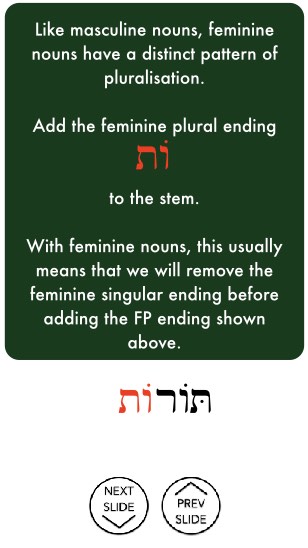 Like masculine nouns, feminine
nouns have a distinct pattern of
pluralisation.
Add the feminine plural ending
וֹת
to the stem.
With feminine nouns, this usually
means that we will remove the
feminine singular ending before
adding the FP ending shown
above.
תּוֹרוֹת
NEXT
SLIDE
PREV
SLIDE